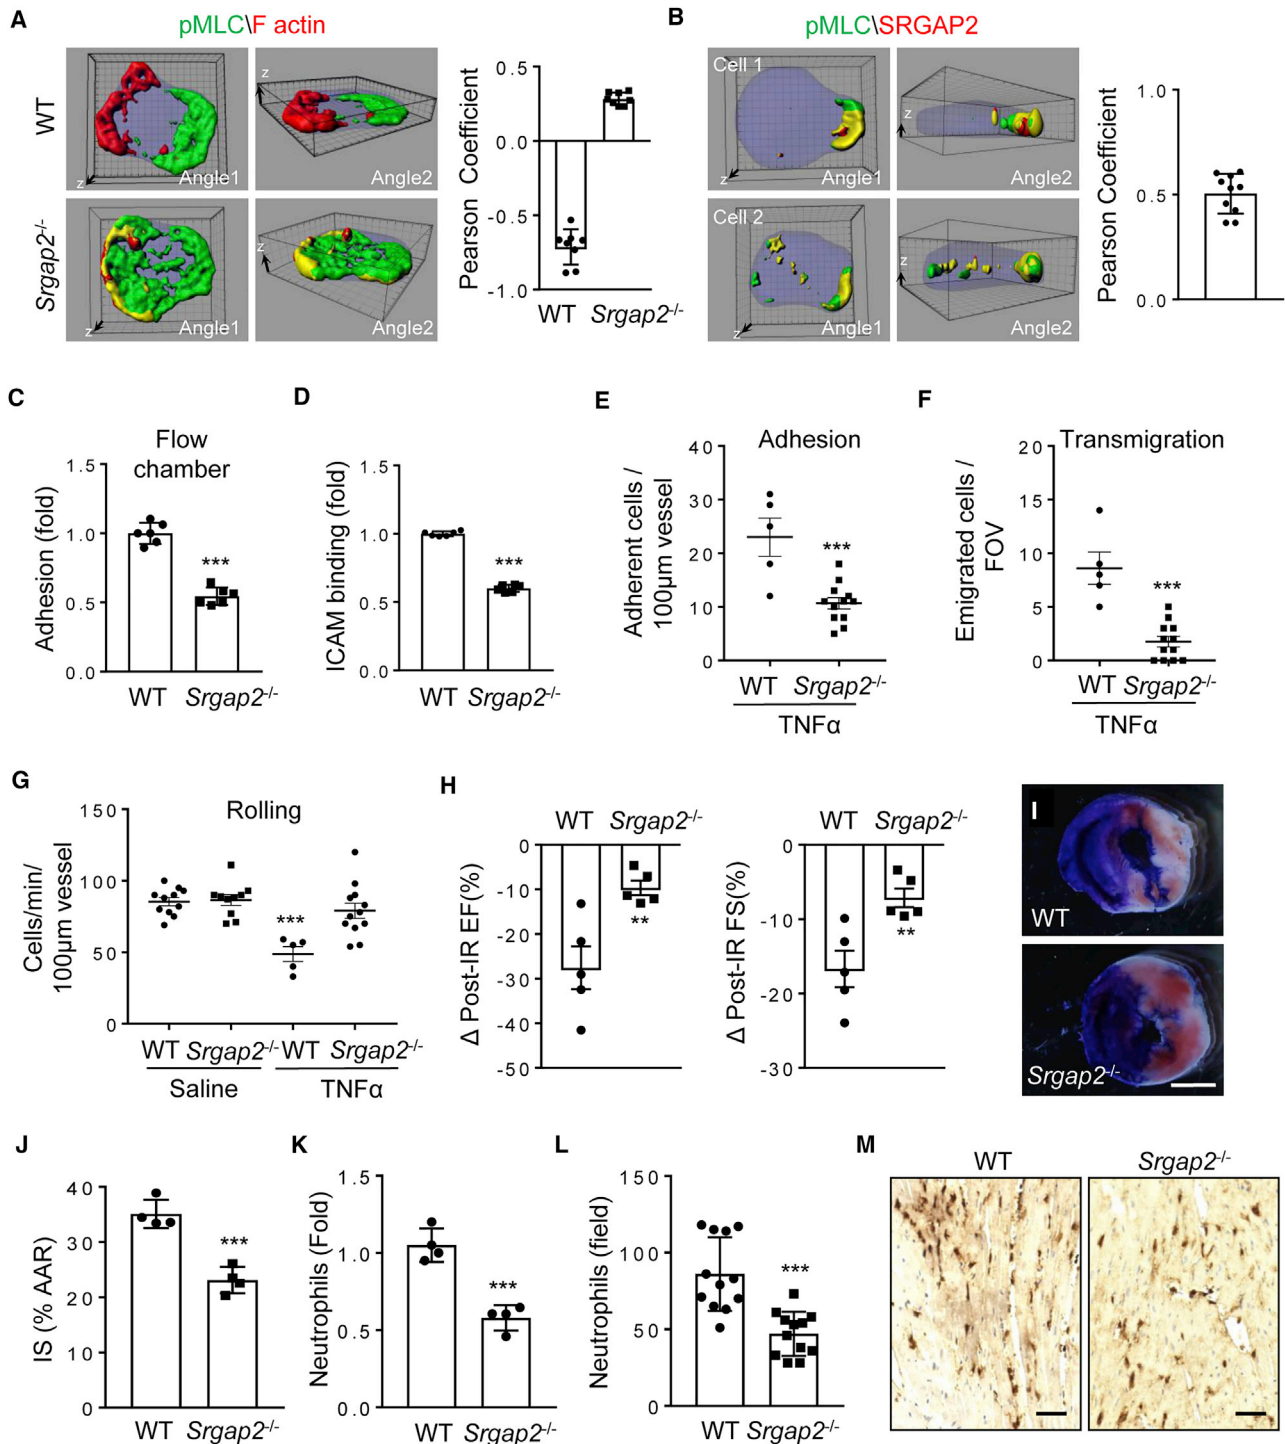 A
pMLC\F actin
WT
z
Angle1
z
Angle2
Srgap2-/-
z
Angle1
z
Angle2
Pearson Coefficient
0.5
0.0
-0.5
-1.0
WT Srgap2-/-
B
pMLC\SRGAP2
Cell 1
z
Angle1
z
Angle2
Cell 2
z
Angle1
z
Angle2
Pearson Coefficient
1.0
0.5
0.0
C
Flow
chamber
Adhesion (fold)
1.5
1.0
0.5
0.0
***
WT Srgap2-/-
D
ICAM binding (fold)
1.5
1.0
0.5
0.0
***
WT Srgap2-/-
E
Adhesion
Adherent cells /
100µm vessel
40
30
20
10
0
***
WT Srgap2-/-
TNFα
F
Transmigration
Emigrated cells /
FOV
20
15
10
5
0
***
WT Srgap2-/-
TNFα
G
Rolling
Cells/min/
100µm vessel
150
100
50
0
***
WT Srgap2-/- WT Srgap2-/-
Saline TNFα
H
WT Srgap2-/-
Δ Post-IR EF(%)
0
-10
-20
-30
-40
-50
**
WT Srgap2-/-
Δ Post-IR FS(%)
0
-10
-20
-30
**
I
WT
Srgap2-/-
J
IS (% AAR)
40
30
20
10
0
***
WT Srgap2-/-
K
Neutrophils (Fold)
1.5
1.0
0.5
0.0
***
WT Srgap2-/-
L
Neutrophils (field)
150
100
50
0
***
WT Srgap2-/-
M
WT Srgap2-/-